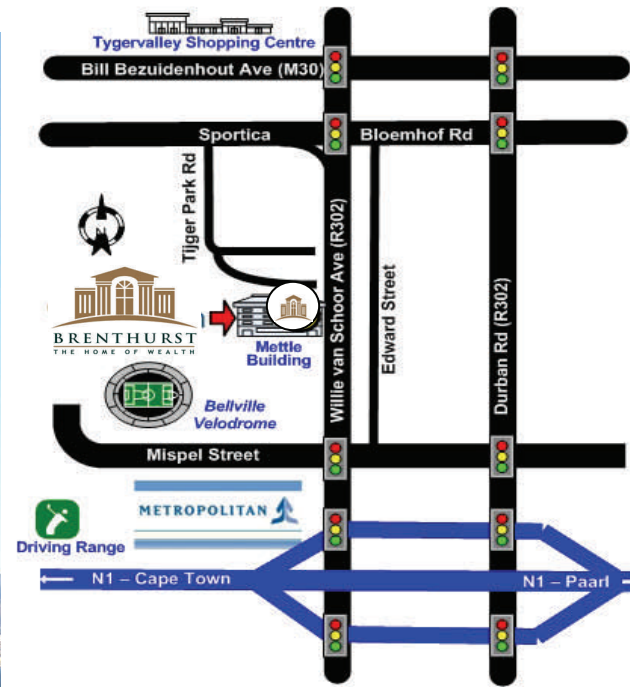 Tygervalley Shopping Centre
Bill Bezuidenhout Ave (M30)
Sportica
Bloemhof Rd
Tijger Park Rd
N
Willie van Schoor Ave (R302)
Edward Street
Durban Rd (R302)
BRENTHURST
THE HOME OF WEALTH
Mettle
Building
Bellville
Velodrome
Mispel Street
METROPOLITAN
Driving Range
N1 – Cape Town
N1 – Paarl